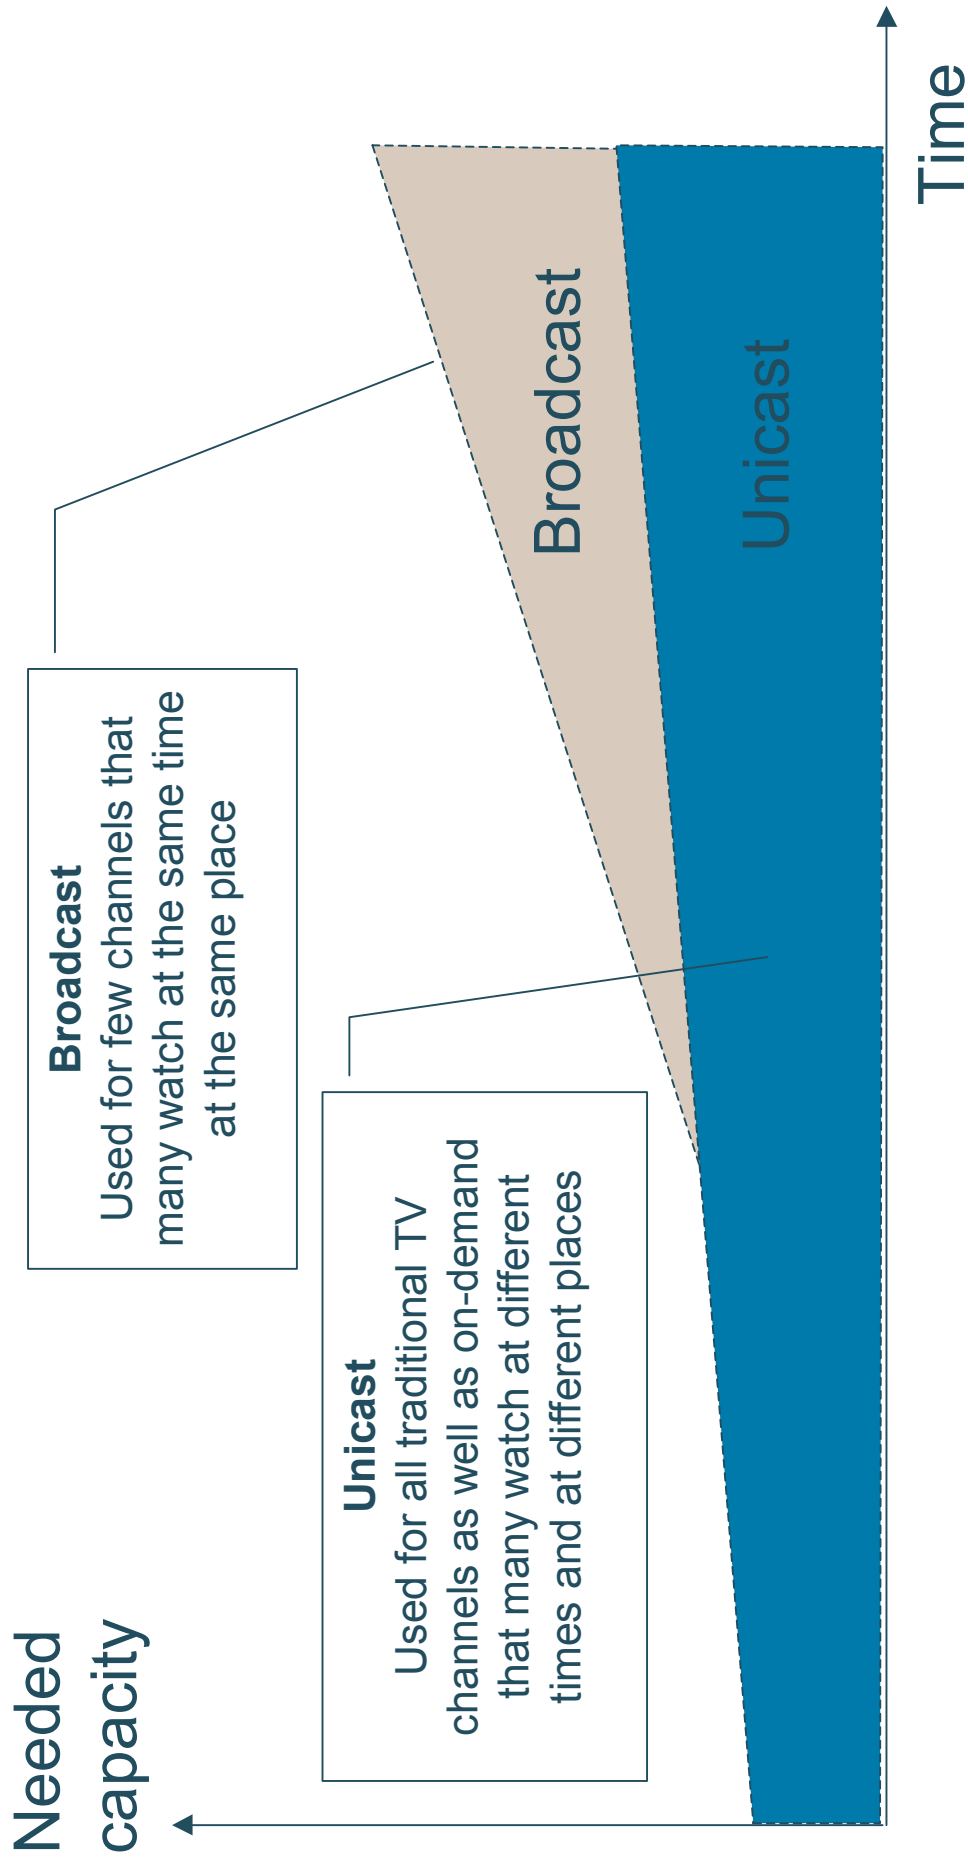 Needed
capacity
Broadcast
Used for few channels that
many watch at the same time
at the same place
Unicast
Used for all traditional TV
channels as well as on-demand
that many watch at different
times and at different places
Broadcast
Unicast
Time